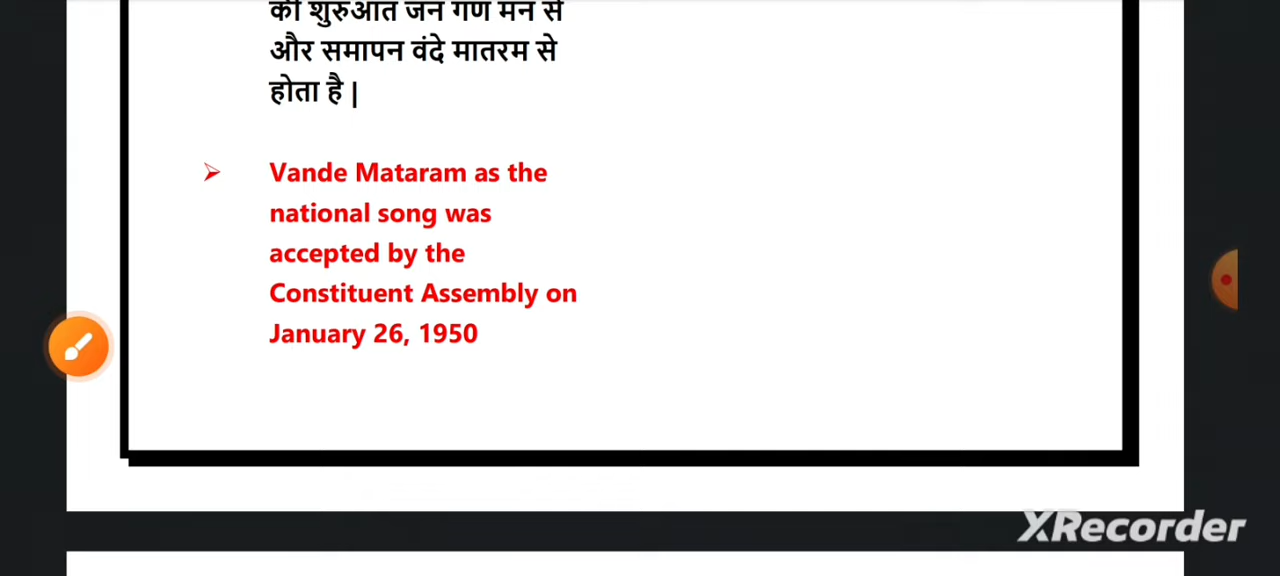 की शुरुआत जन गण मन से
और समापन वंदे मातरम से
होता है |
Vande Mataram as the
national song was
accepted by the
Constituent Assembly on
January 26, 1950
XRecorder